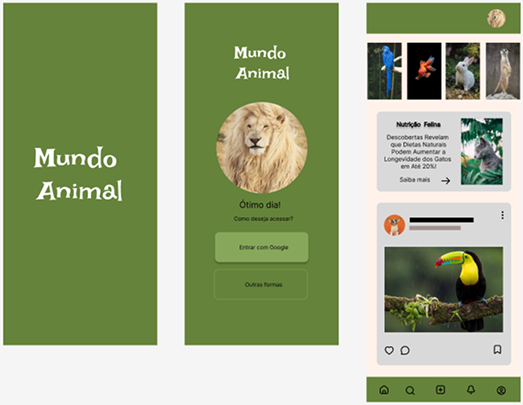 Mundo
Animal
Mundo
Animal
Ótimo dia!
Como deseja acessar?
Entrar com Google
Outras formas
Nutrição Felina
Descobertas Revelam
que Dietas Naturais
Podem Aumentar a
Longevidade dos Gatos
em Até 20%!
Saiba mais